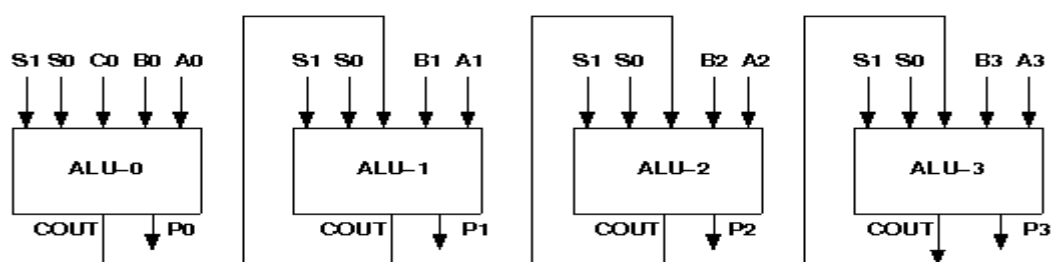 S1 S0 C0 B0 A0 S1 S0 B1 A1 S1 S0 B2 A2 S1 S0 B3 A3
ALU-0 ALU-1 ALU-2 ALU-3
COUT P0 COUT P1 COUT P2 COUT P3